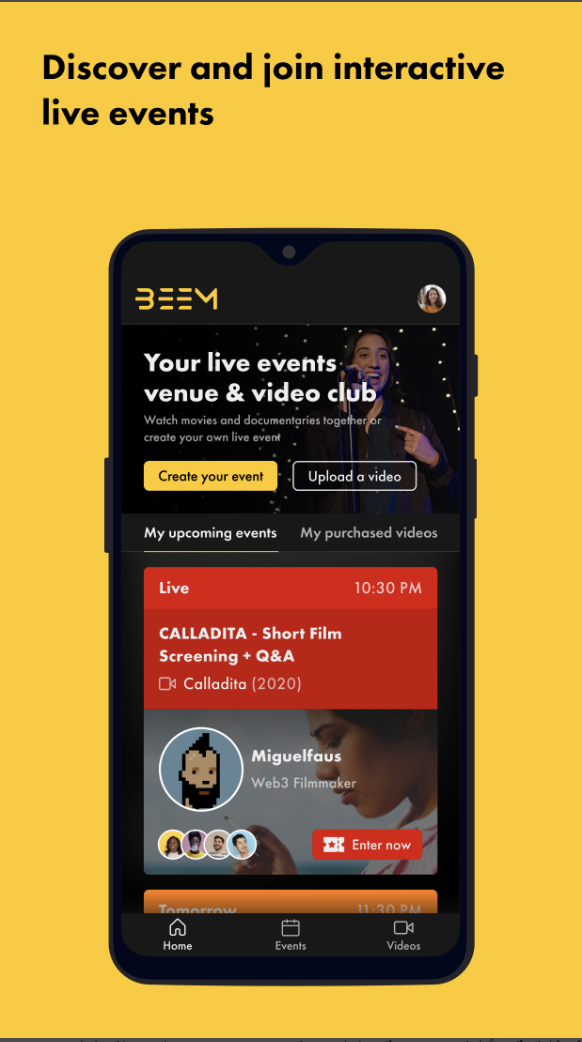 Discover and join interactive
live events
BEEM
Your live events
venue & video club
Watch movies and documentaries together or
create your own live event
Create your event
Upload a video
My upcoming events
My purchased videos
Live
10:30 PM
CALLADITA - Short Film
Screening + Q&A
Calladita (2020)
Miguelfaus
Web3 Filmmaker
Enter now
Tomorrow
11:30 PM
Home
Events
Videos